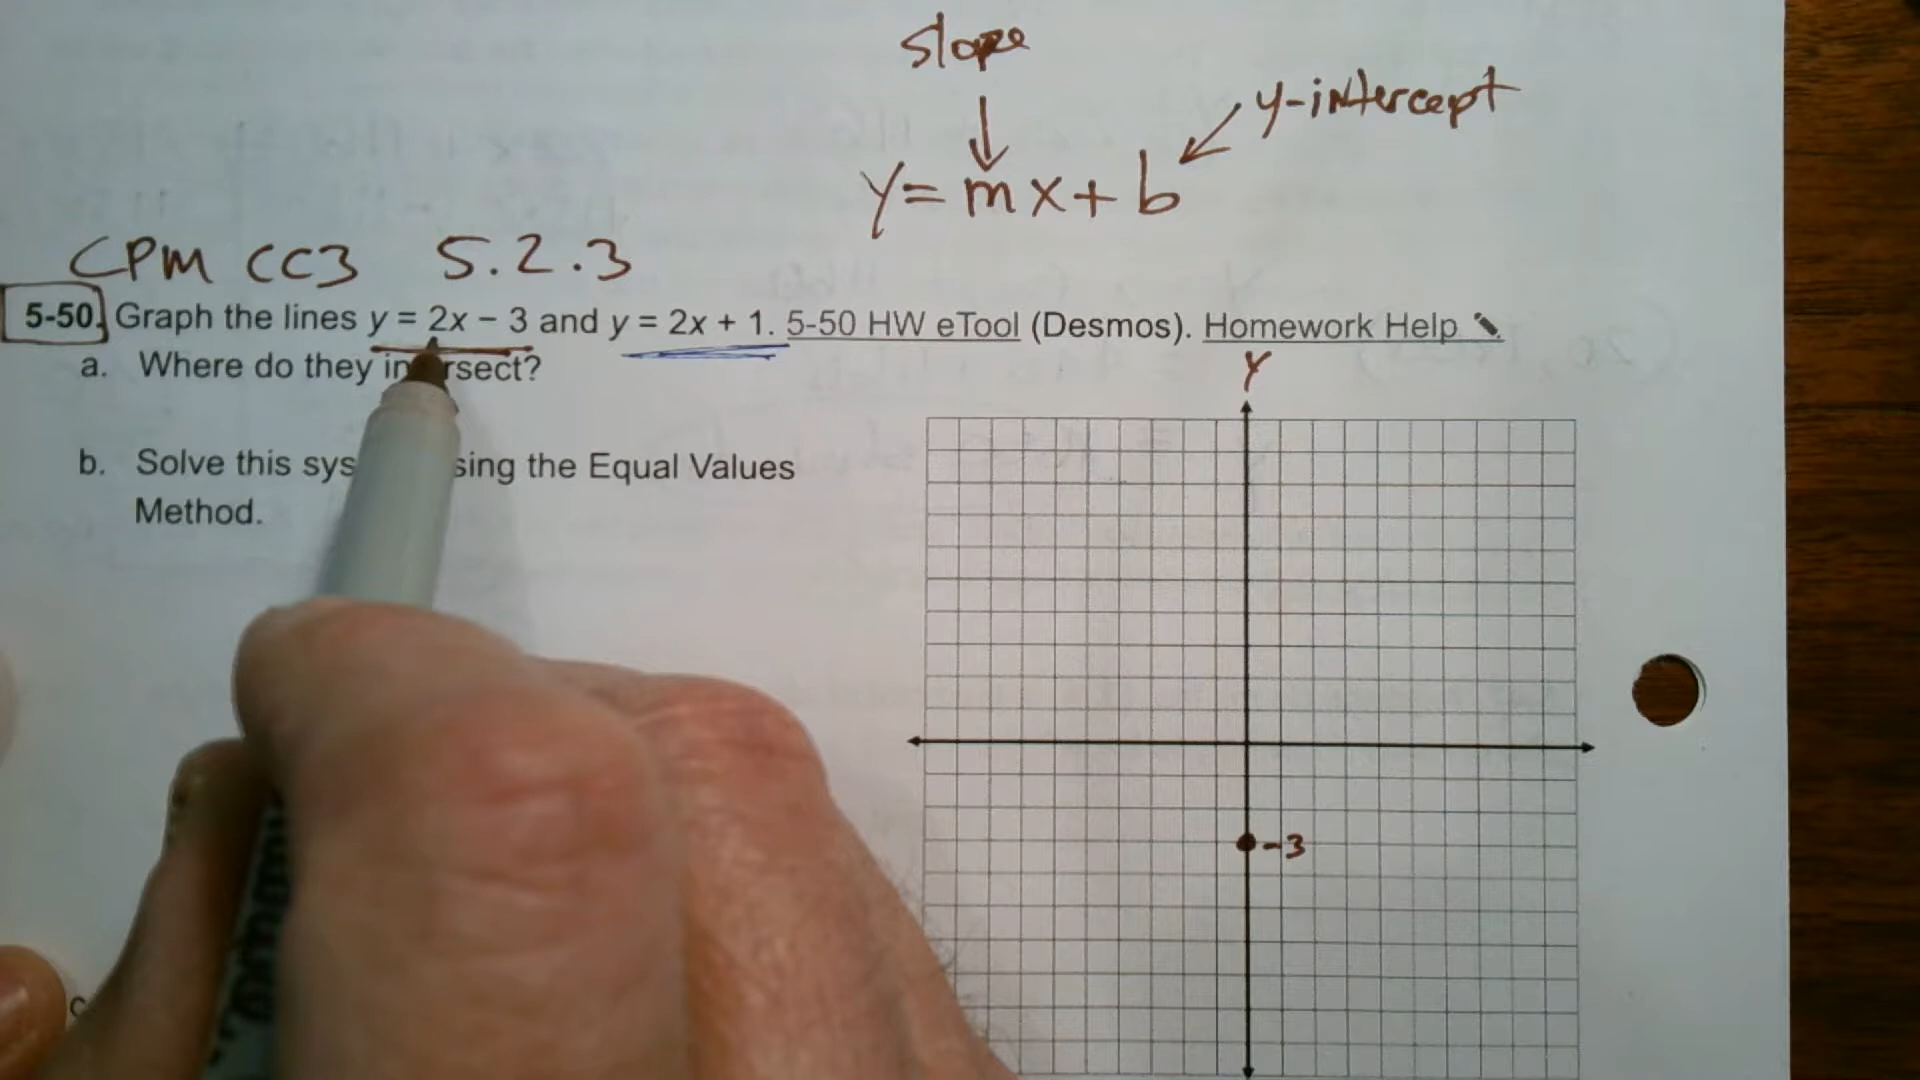 slope
y-intercept
y = mx + b
CPM CC3 5.2.3
5-50. Graph the lines y = 2x − 3 and y = 2x + 1. 5-50 HW eTool (Desmos). Homework Help ✎
a. Where do they in rsect?
y
b. Solve this sys sing the Equal Values
Method.
-3
c